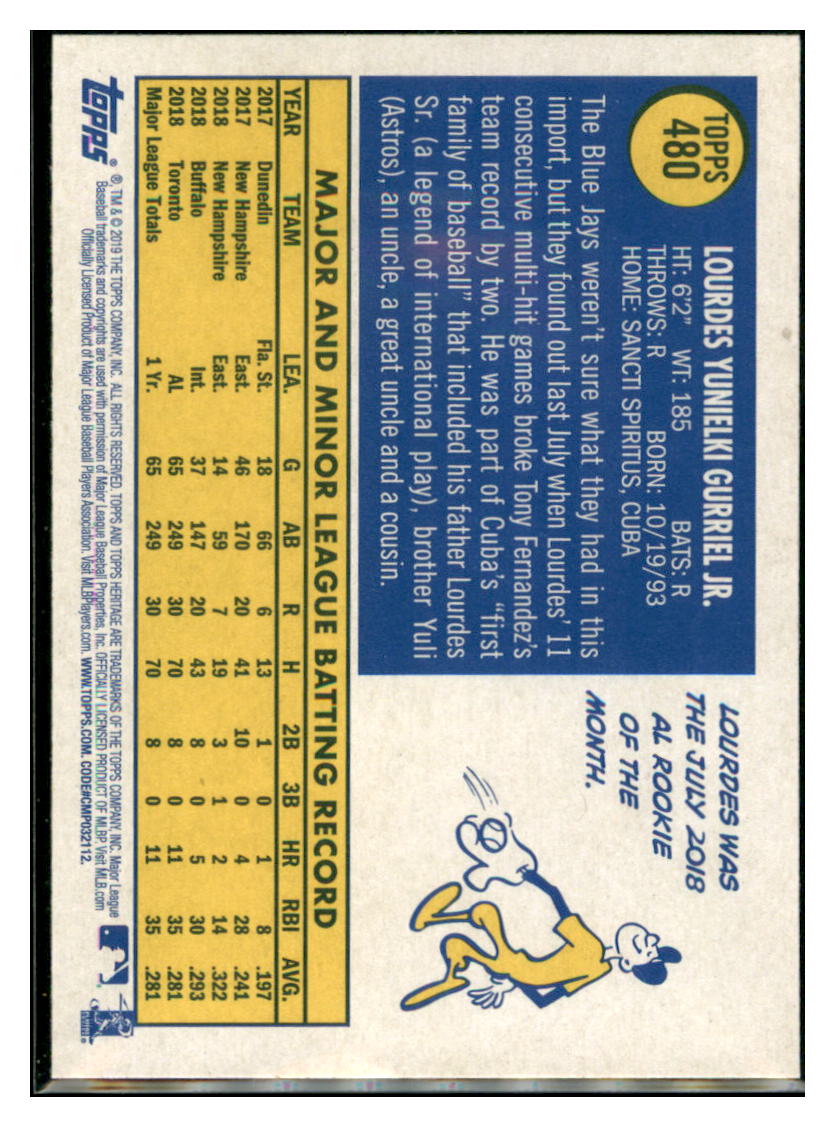 TOPPS
480
LOURDES YUNIELKI GURRIEL JR.
HT: 6'2" WT: 185 BATS: R
THROWS: R BORN: 10/19/93
HOME: SANCTI SPIRITUS, CUBA
The Blue Jays weren't sure what they had in this
import, but they found out last July when Lourdes' 11
consecutive multi-hit games broke Tony Fernandez's
team record by two. He was part of Cuba's "first
family of baseball" that included his father Lourdes
Sr. (a legend of international play), brother Yuli
(Astros), an uncle, a great uncle and a cousin.
LOURDES WAS
THE JULY 2018
AL ROOKIE
OF THE
MONTH.
MAJOR AND MINOR LEAGUE BATTING RECORD
YEAR TEAM LEA. G AB R H 2B 3B HR RBI AVG.
2017 Dunedin Fla. St. 18 66 6 13 1 0 1 8 .197
2017 New Hampshire East. 46 170 20 41 10 0 4 28 .241
2018 New Hampshire East. 14 59 7 19 3 1 2 14 .322
2018 Buffalo Int. 37 147 20 43 8 0 5 30 .293
2018 Toronto AL 65 249 30 70 8 0 11 35 .281
Major League Totals 1 Yr. 65 249 30 70 8 0 11 35 .281
topps
®, TM & © 2019 THE TOPPS COMPANY, INC. ALL RIGHTS RESERVED. TOPPS AND TOPPS HERITAGE ARE TRADEMARKS OF THE TOPPS COMPANY, INC. Major League
Baseball trademarks and copyrights are used with permission of Major League Baseball Properties, Inc. OFFICIALLY LICENSED PRODUCT OF MLBP. Visit MLB.com
Officially Licensed Product of Major League Baseball Players Association. Visit MLBPlayers.com. WWW.TOPPS.COM. CODE#CMP032112.